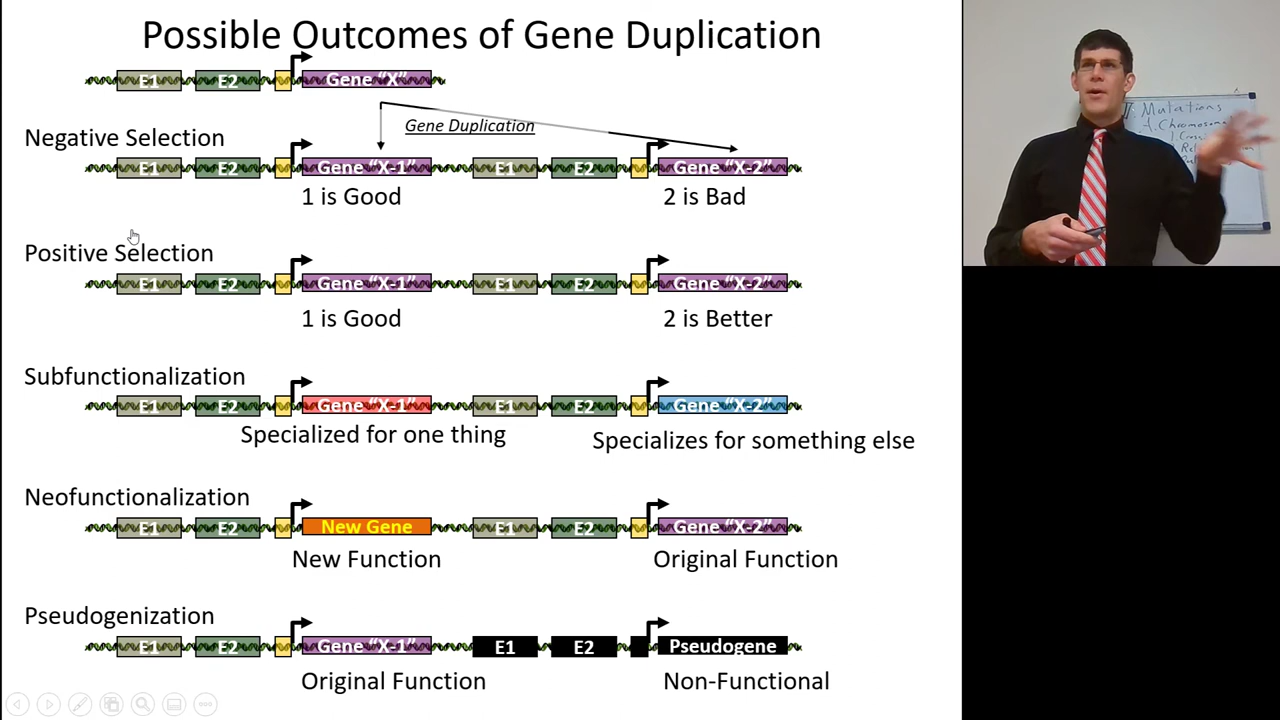 Possible Outcomes of Gene Duplication
E1 E2 Gene “X”
Gene Duplication
Negative Selection
E1 E2 Gene “X-1” E1 E2 Gene “X-2”
1 is Good 2 is Bad
Positive Selection
E1 E2 Gene “X-1” E1 E2 Gene “X-2”
1 is Good 2 is Better
Subfunctionalization
E1 E2 Gene “X-1” E1 E2 Gene “X-2”
Specialized for one thing Specializes for something else
Neofunctionalization
E1 E2 New Gene E1 E2 Gene “X-2”
New Function Original Function
Pseudogenization
E1 E2 Gene “X-1” E1 E2 Pseudogene
Original Function Non-Functional
Mutations